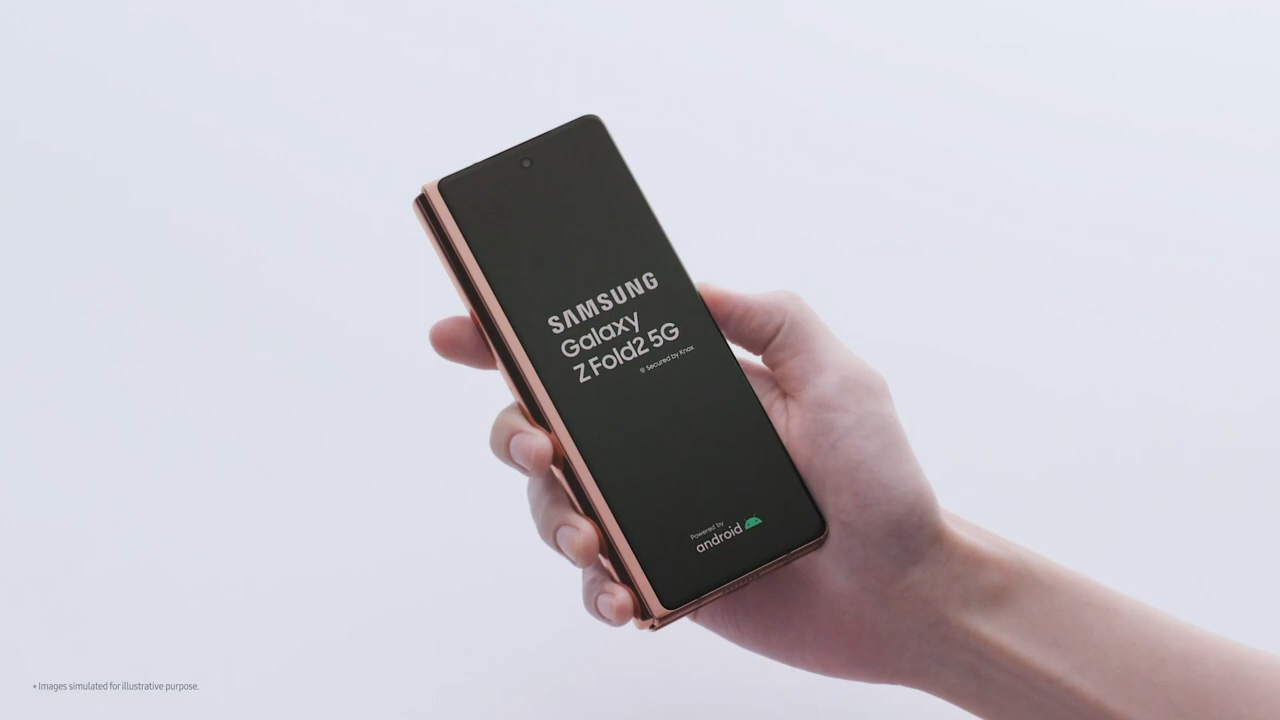 SAMSUNG
Galaxy
Z Fold2 5G
Secured by Knox
Powered by
android
* Images simulated for illustrative purpose.